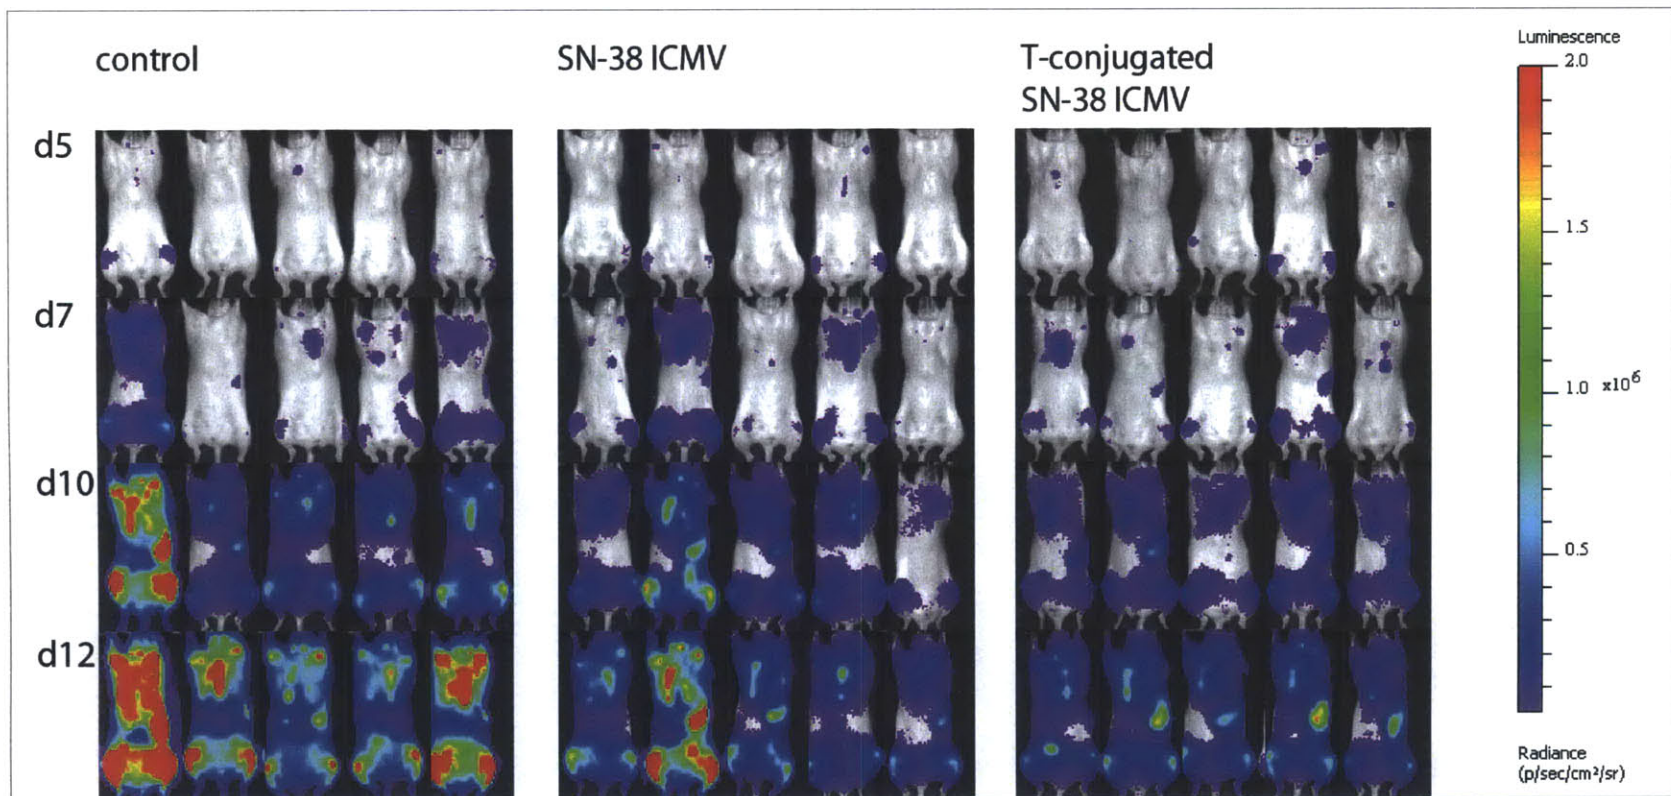 control
SN-38 ICMV
T-conjugated
SN-38 ICMV
d5
d7
d10
d12
Luminescence
2.0
1.5
1.0 x10⁶
0.5
Radiance
(p/sec/cm²/sr)